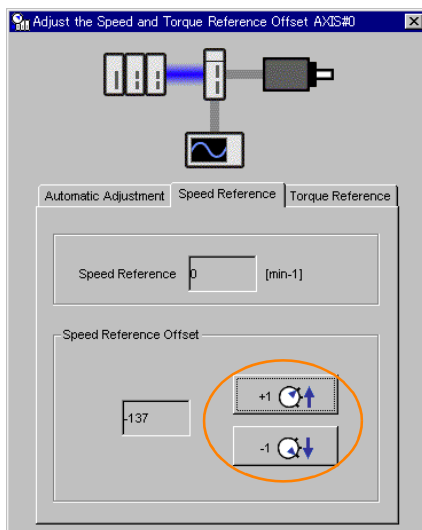 Adjust the Speed and Torque Reference Offset AXIS#0
Automatic Adjustment Speed Reference Torque Reference
Speed Reference 0 [min-1]
Speed Reference Offset
+1
-137
-1